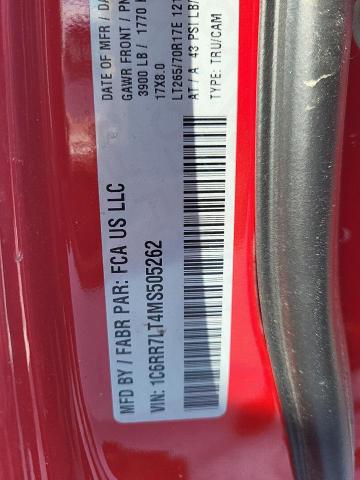 MFD BY / FABR PAR: FCA US LLC
DATE OF MFR / DA
GAWR FRONT / PN
3900 LB / 1770
17X8.0
LT265/70R17E 121
AT / A 43 PSI LB/
VIN: 1C6RR7LT4MS505262
TYPE: TRU/CAM